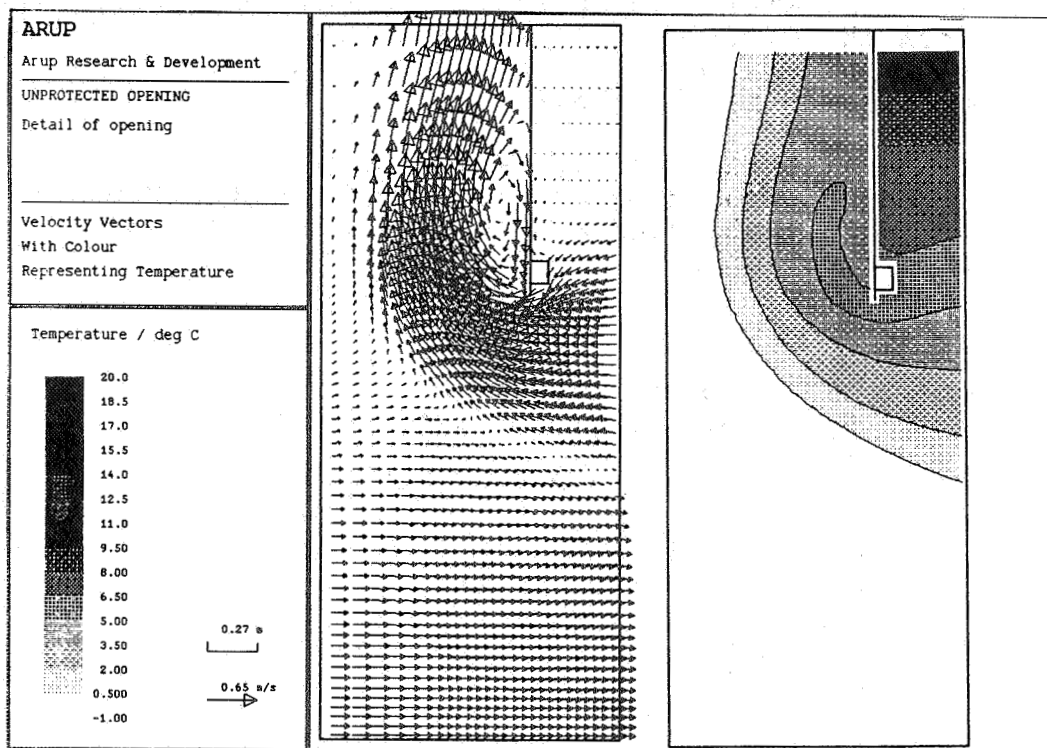 ARUP
Arup Research & Development
UNPROTECTED OPENING
Detail of opening
Velocity Vectors
With Colour
Representing Temperature
Temperature / deg C
20.0
18.5
17.0
15.5
14.0
12.5
11.0
9.50
8.00
6.50
5.00
3.50
2.00
0.500
-1.00
0.27 m
0.65 m/s